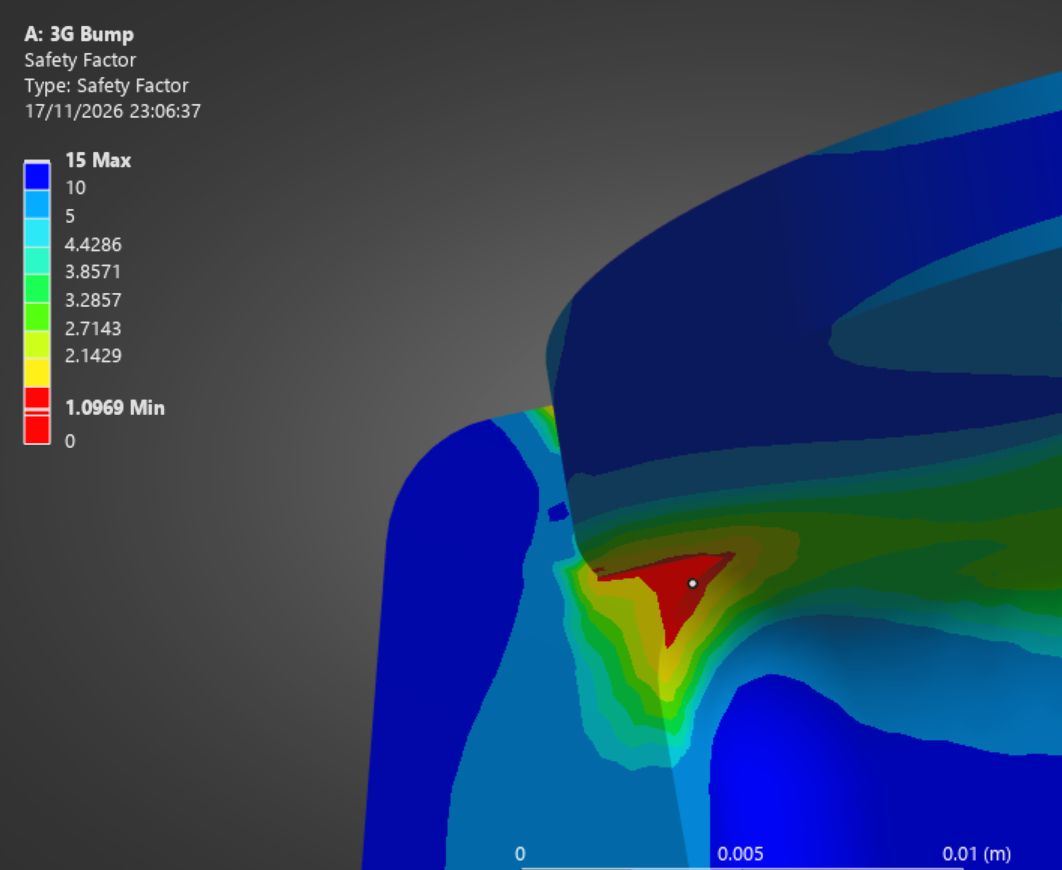 A: 3G Bump
Safety Factor
Type: Safety Factor
17/11/2026 23:06:37
15 Max
10
5
4.4286
3.8571
3.2857
2.7143
2.1429
1.0969 Min
0
0 0.005 0.01 (m)